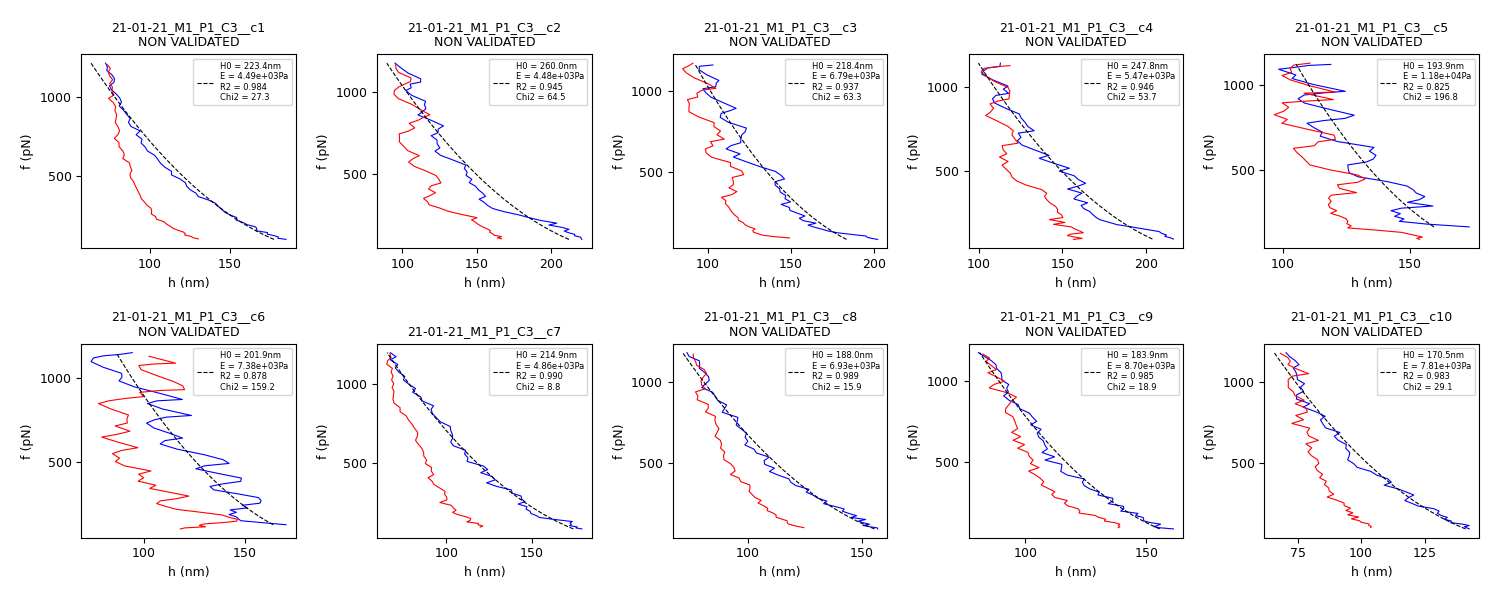 21-01-21_M1_P1_C3__c1
NON VALIDATED
H0 = 223.4nm
E = 4.49e+03Pa
R2 = 0.984
Chi2 = 27.3
1000
500
f (pN)
100
150
h (nm)
21-01-21_M1_P1_C3__c2
NON VALIDATED
H0 = 260.0nm
E = 4.48e+03Pa
R2 = 0.945
Chi2 = 64.5
1000
500
f (pN)
100
150
200
h (nm)
21-01-21_M1_P1_C3__c3
NON VALIDATED
H0 = 218.4nm
E = 6.79e+03Pa
R2 = 0.937
Chi2 = 63.3
1000
500
f (pN)
100
150
200
h (nm)
21-01-21_M1_P1_C3__c4
NON VALIDATED
H0 = 247.8nm
E = 5.47e+03Pa
R2 = 0.946
Chi2 = 53.7
1000
500
f (pN)
100
150
200
h (nm)
21-01-21_M1_P1_C3__c5
NON VALIDATED
H0 = 193.9nm
E = 1.18e+04Pa
R2 = 0.825
Chi2 = 196.8
1000
500
f (pN)
100
150
h (nm)
21-01-21_M1_P1_C3__c6
NON VALIDATED
H0 = 201.9nm
E = 7.38e+03Pa
R2 = 0.878
Chi2 = 159.2
1000
500
f (pN)
100
150
h (nm)
21-01-21_M1_P1_C3__c7
H0 = 214.9nm
E = 4.86e+03Pa
R2 = 0.990
Chi2 = 8.8
1000
500
f (pN)
100
150
h (nm)
21-01-21_M1_P1_C3__c8
NON VALIDATED
H0 = 188.0nm
E = 6.93e+03Pa
R2 = 0.989
Chi2 = 15.9
1000
500
f (pN)
100
150
h (nm)
21-01-21_M1_P1_C3__c9
NON VALIDATED
H0 = 183.9nm
E = 8.70e+03Pa
R2 = 0.985
Chi2 = 18.9
1000
500
f (pN)
100
150
h (nm)
21-01-21_M1_P1_C3__c10
NON VALIDATED
H0 = 170.5nm
E = 7.81e+03Pa
R2 = 0.983
Chi2 = 29.1
1000
500
f (pN)
75
100
125
h (nm)